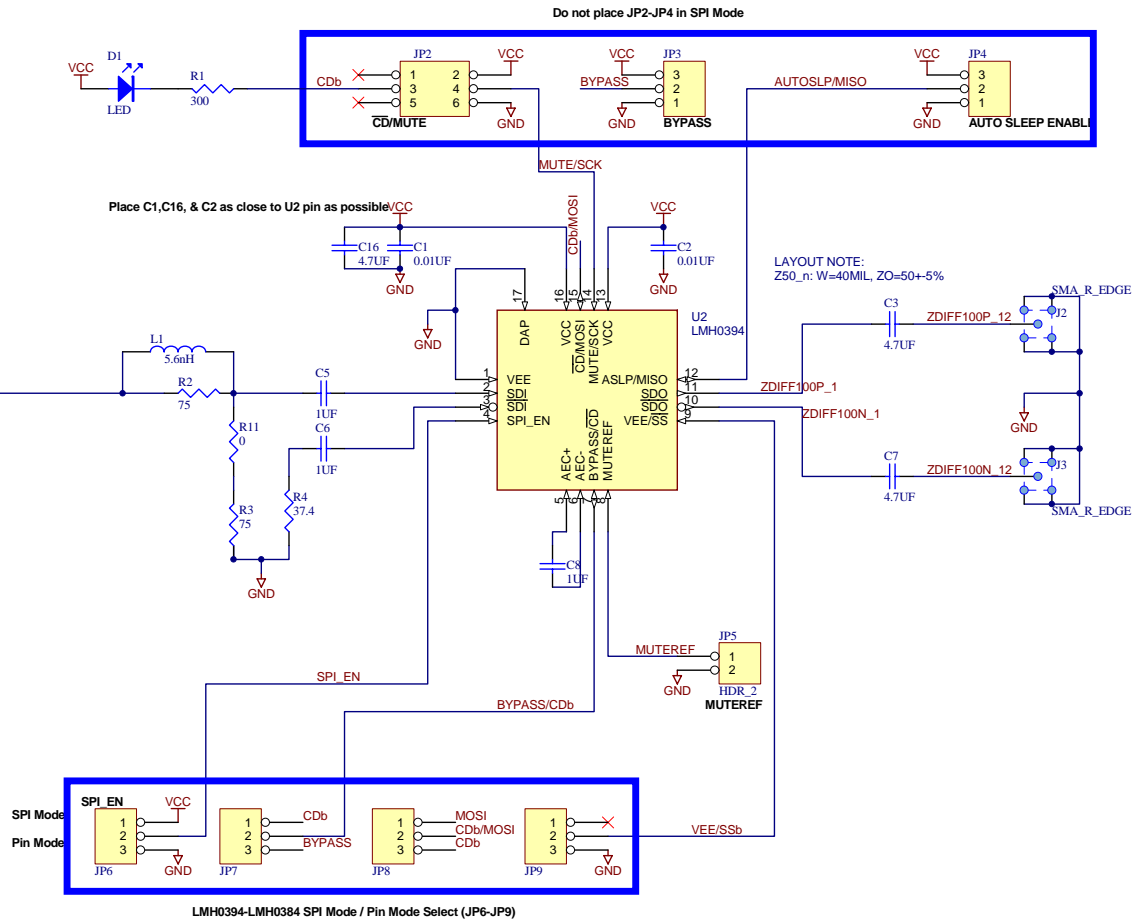 Do not place JP2-JP4 in SPI Mode
D1
VCC
LED
R1
300
CDb
JP2
1 2
3 4
5 6
VCC
GND
CD/MUTE
JP3
VCC
BYPASS
3
2
1
GND
BYPASS
AUTOSLP/MISO
JP4
VCC
3
2
1
GND
AUTO SLEEP ENABLE
MUTE/SCK
Place C1,C16, & C2 as close to U2 pin as possible
VCC
C16
4.7UF
C1
0.01UF
GND
CDb/MOSI
VCC
C2
0.01UF
GND
LAYOUT NOTE:
Z50_n: W=40MIL, ZO=50+-5%
17
16
15
14
13
DAP
VCC
CD/MOSI
MUTE/SCK
VCC
U2
LMH0394
GND
1 VEE
2 SDI
3 SDI
4 SPI_EN
ASLP/MISO 12
SDO 11
SDO 10
VEE/SS 9
AEC+
AEC-
BYPASS/CD
MUTEREF
5
6
7
8
L1
5.6nH
R2
75
C5
1UF
C6
1UF
R11
0
R3
75
R4
37.4
GND
C8
1UF
ZDIFF100P_1
ZDIFF100N_1
C3
4.7UF
ZDIFF100P_12
SMA_R_EDGE
J2
GND
C7
4.7UF
ZDIFF100N_12
J3
SMA_R_EDGE
MUTEREF
JP5
1
2
GND
HDR_2
MUTEREF
SPI_EN
BYPASS/CDb
SPI Mode
Pin Mode
SPI_EN
VCC
1
2
3
JP6
GND
1
2
3
CDb
BYPASS
JP7
1
2
3
MOSI
CDb/MOSI
CDb
JP8
1
2
3
VEE/SSb
JP9
GND
LMH0394-LMH0384 SPI Mode / Pin Mode Select (JP6-JP9)